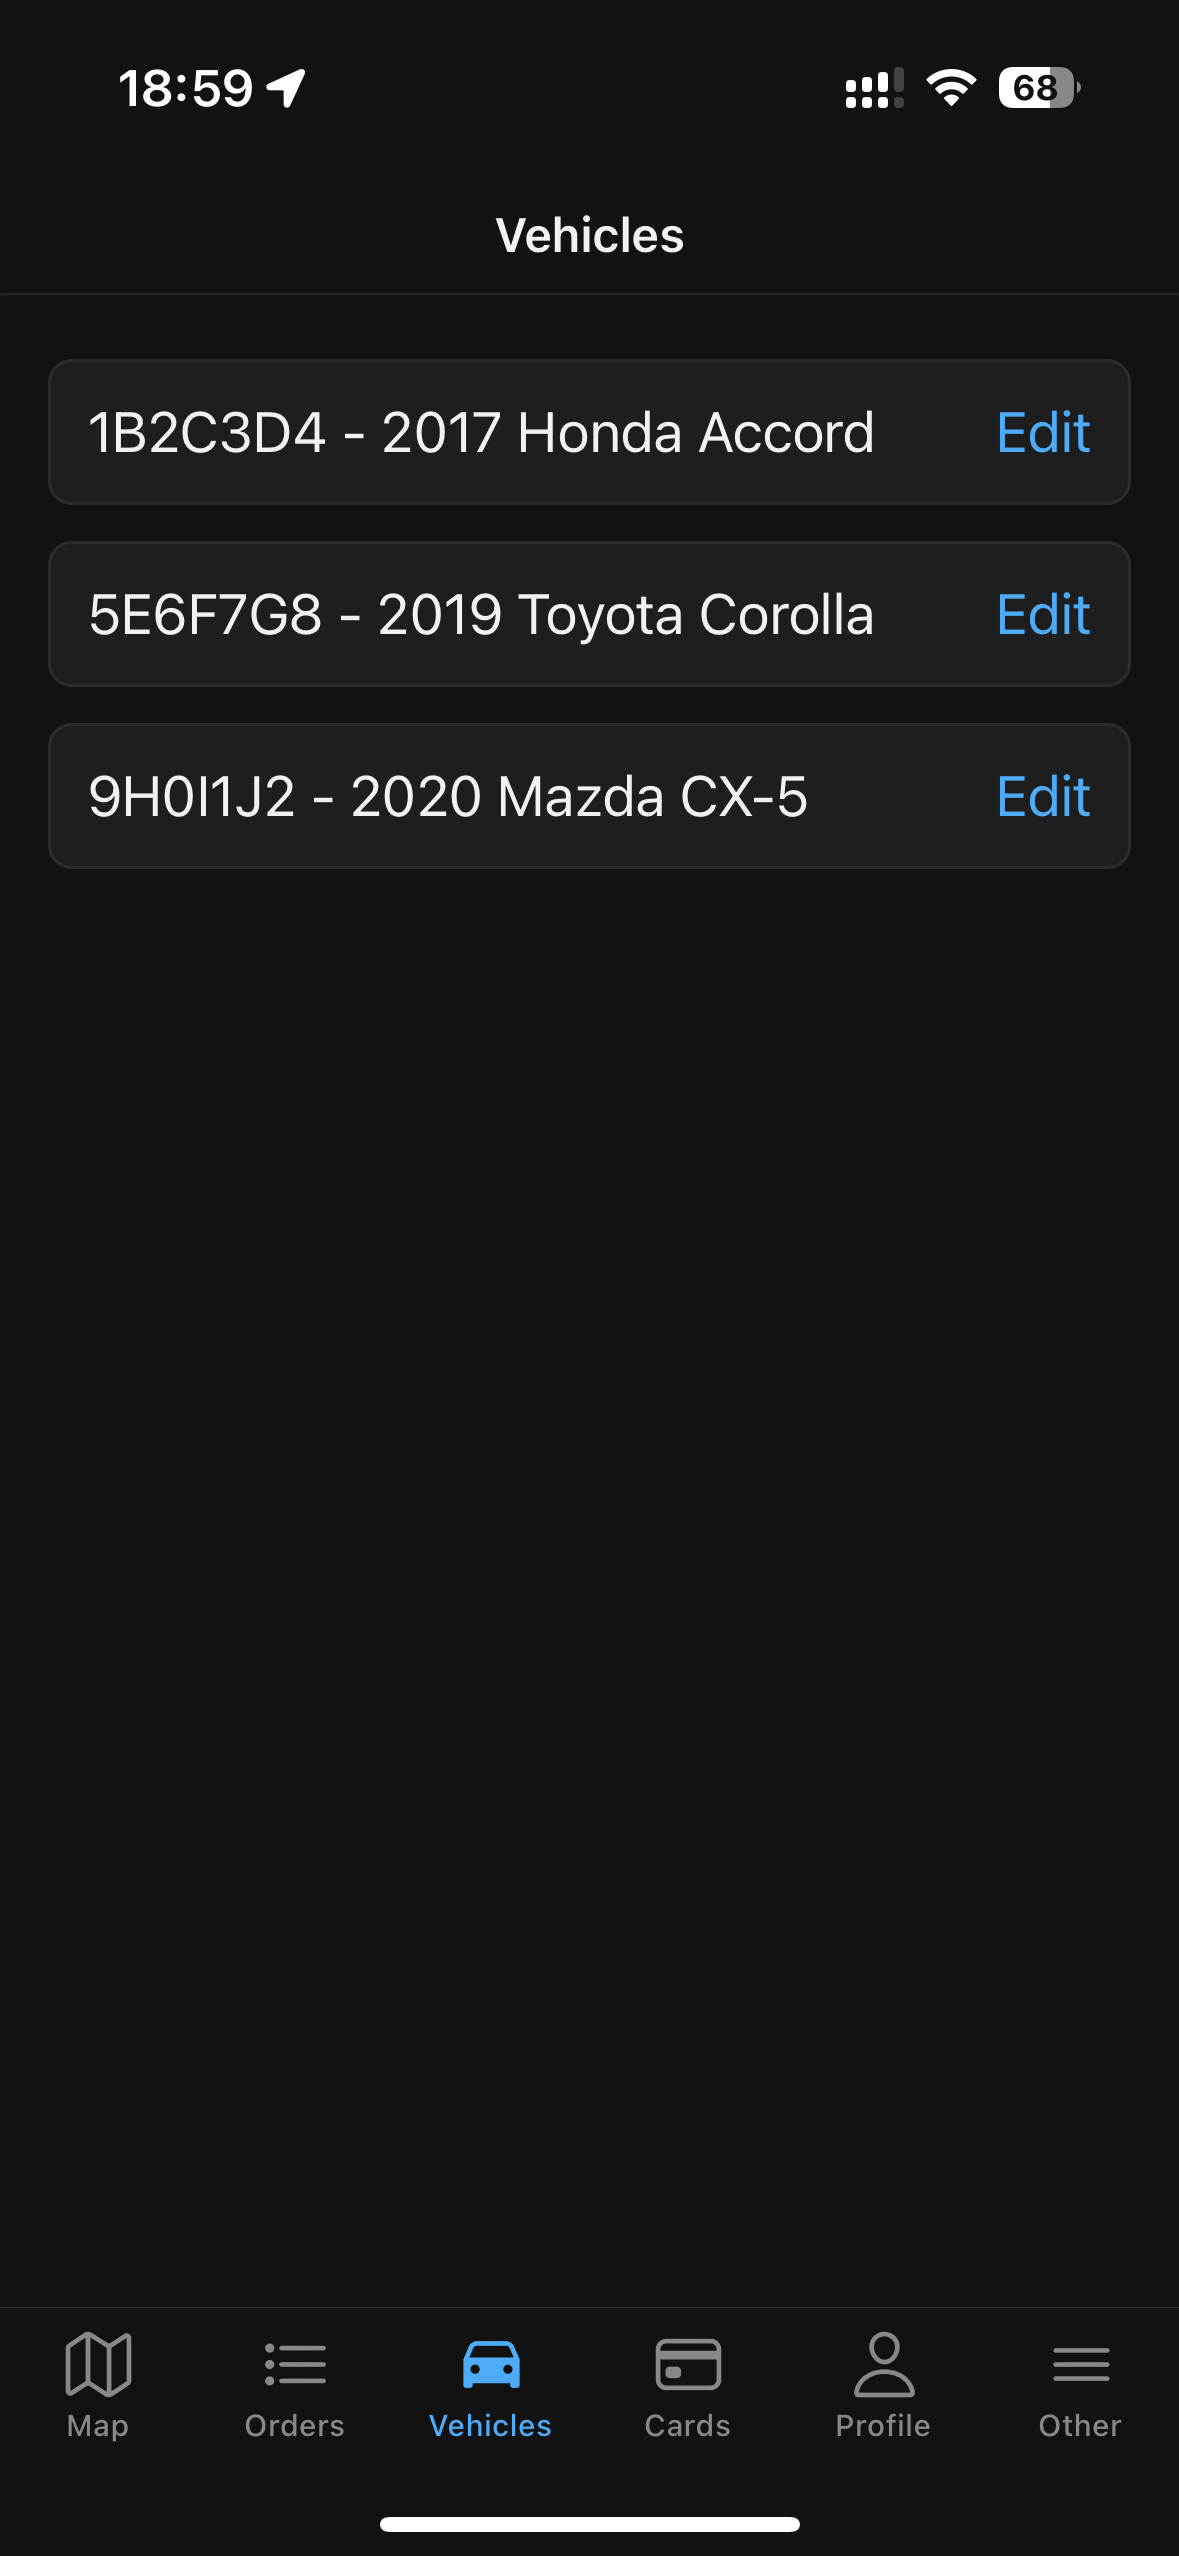 18:59
68
Vehicles
1B2C3D4 - 2017 Honda Accord Edit
5E6F7G8 - 2019 Toyota Corolla Edit
9H0I1J2 - 2020 Mazda CX-5 Edit
Map Orders Vehicles Cards Profile Other